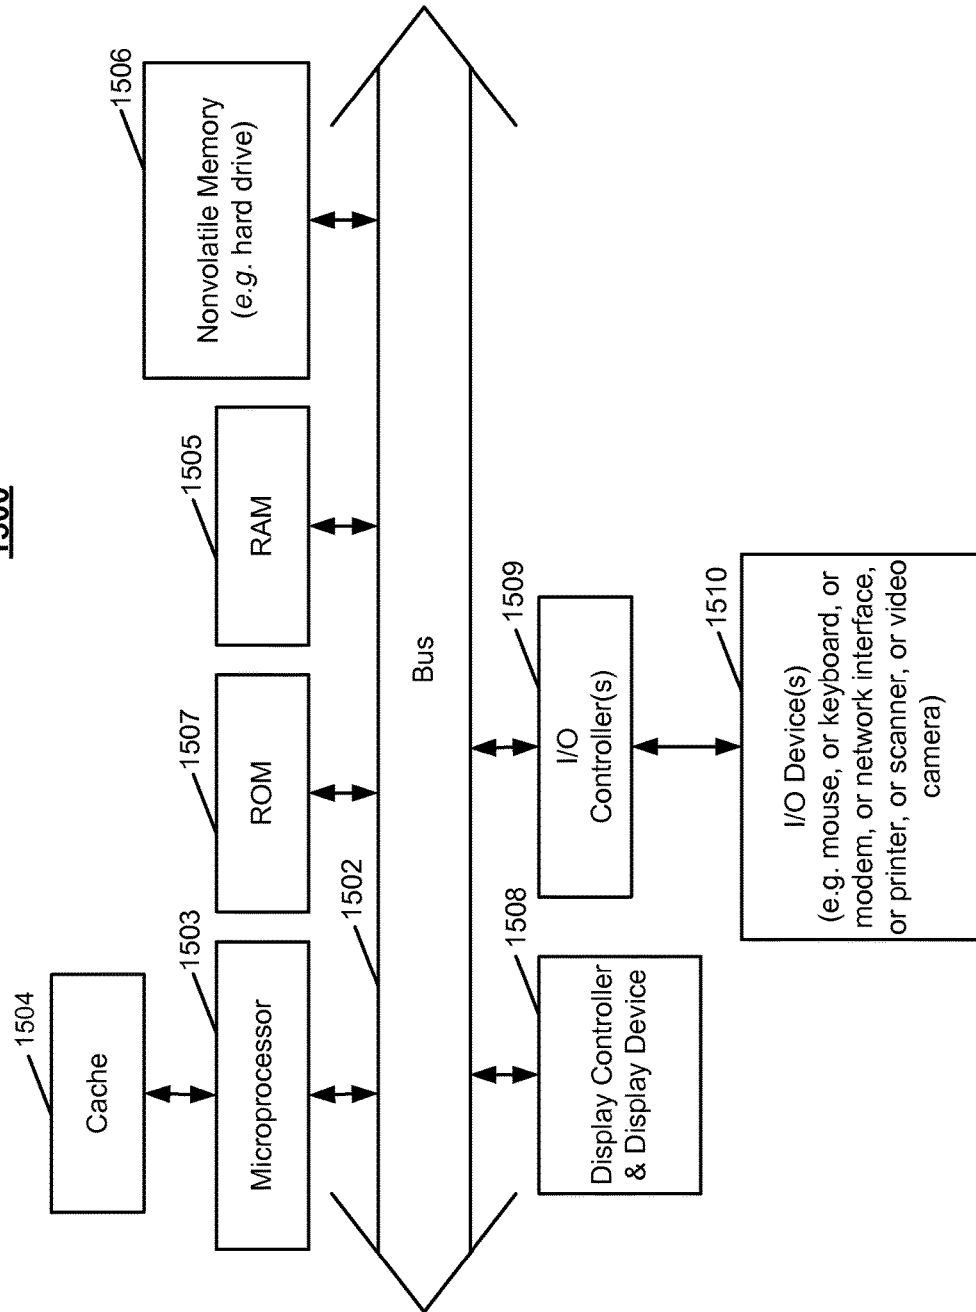 1504
Cache
1503
Microprocessor
1507
ROM
1505
RAM
1506
Nonvolatile Memory
(e.g. hard drive)
1502
Bus
1508
Display Controller
& Display Device
1509
I/O
Controller(s)
1510
I/O Device(s)
(e.g. mouse, or keyboard, or
modem, or network interface,
or printer, or scanner, or video
camera)